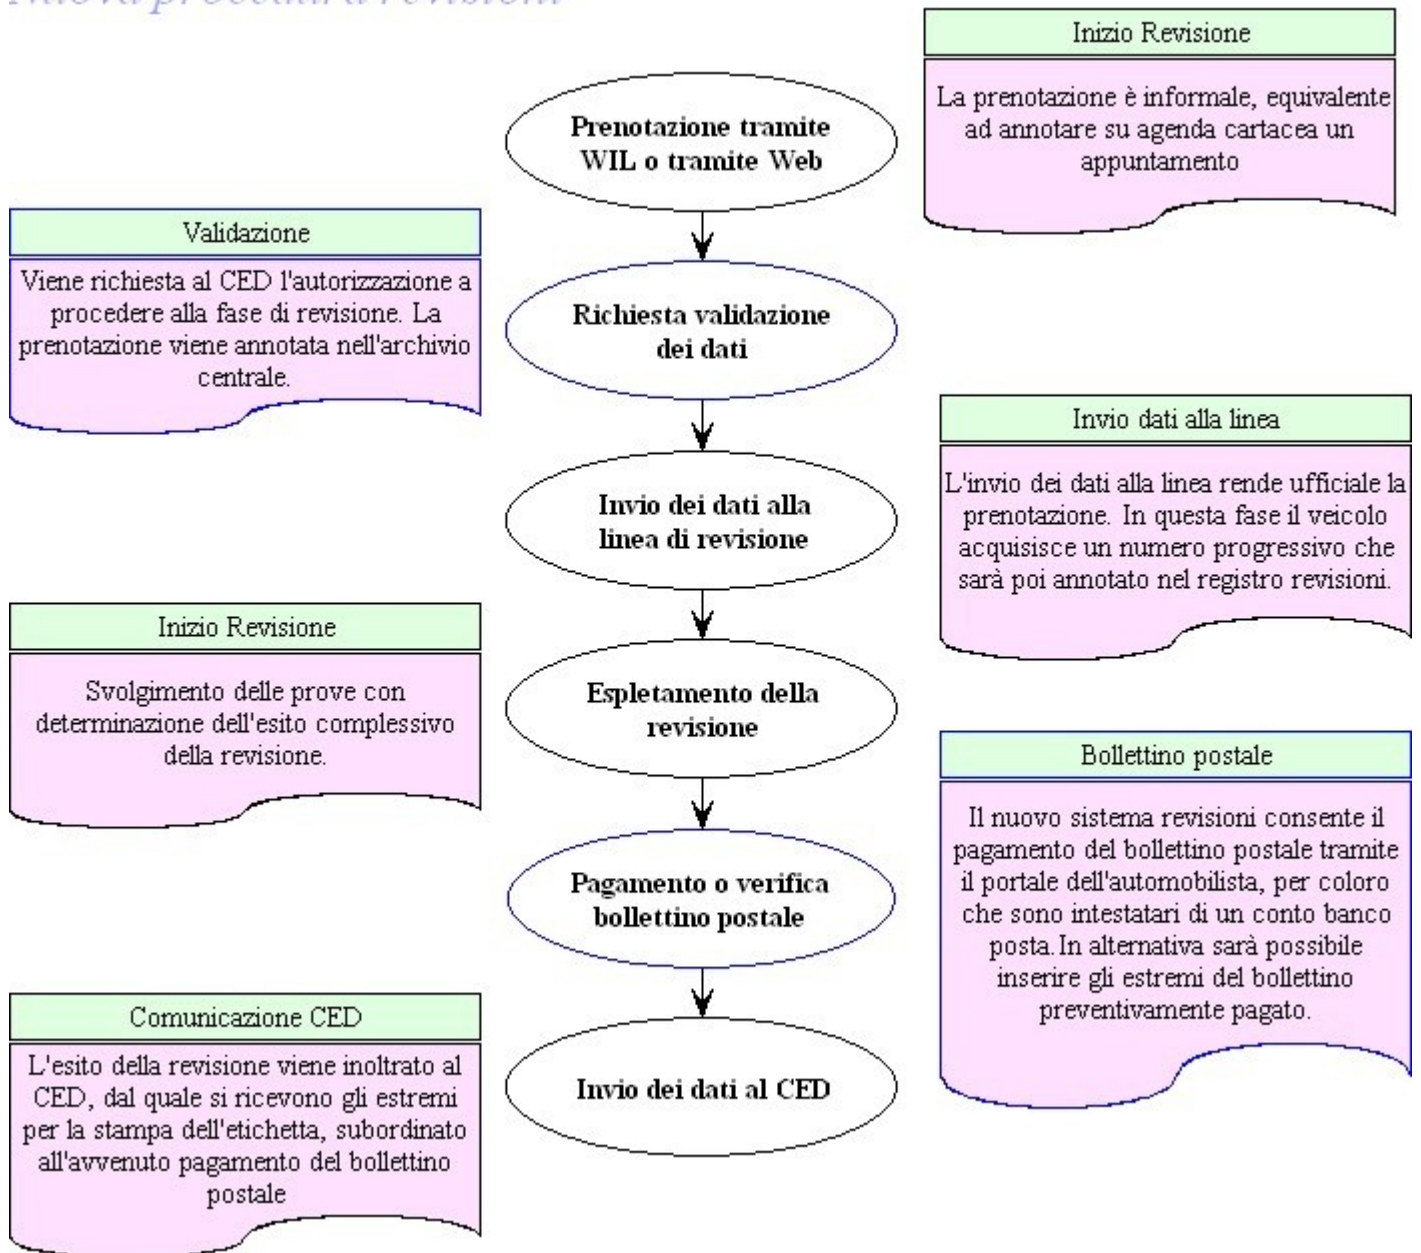 Nuova procedura revisioni
Inizio Revisione
La prenotazione è informale, equivalente
ad annotare su agenda cartacea un
appuntamento
Prenotazione tramite
WIL o tramite Web
Validazione
Viene richiesta al CED l'autorizzazione a
procedere alla fase di revisione. La
prenotazione viene annotata nell'archivio
centrale.
Richiesta validazione
dei dati
Invio dati alla linea
L'invio dei dati alla linea rende ufficiale la
prenotazione. In questa fase il veicolo
acquisisce un numero progressivo che
sarà poi annotato nel registro revisioni.
Invio dei dati alla
linea di revisione
Inizio Revisione
Svolgimento delle prove con
determinazione dell'esito complessivo
della revisione.
Espletamento della
revisione
Bollettino postale
Il nuovo sistema revisioni consente il
pagamento del bollettino postale tramite
il portale dell'automobilista, per coloro
che sono intestatari di un conto banco
posta.In alternativa sarà possibile
inserire gli estremi del bollettino
preventivamente pagato.
Pagamento o verifica
bollettino postale
Comunicazione CED
L'esito della revisione viene inoltrato al
CED, dal quale si ricevono gli estremi
per la stampa dell'etichetta, subordinato
all'avvenuto pagamento del bollettino
postale
Invio dei dati al CED